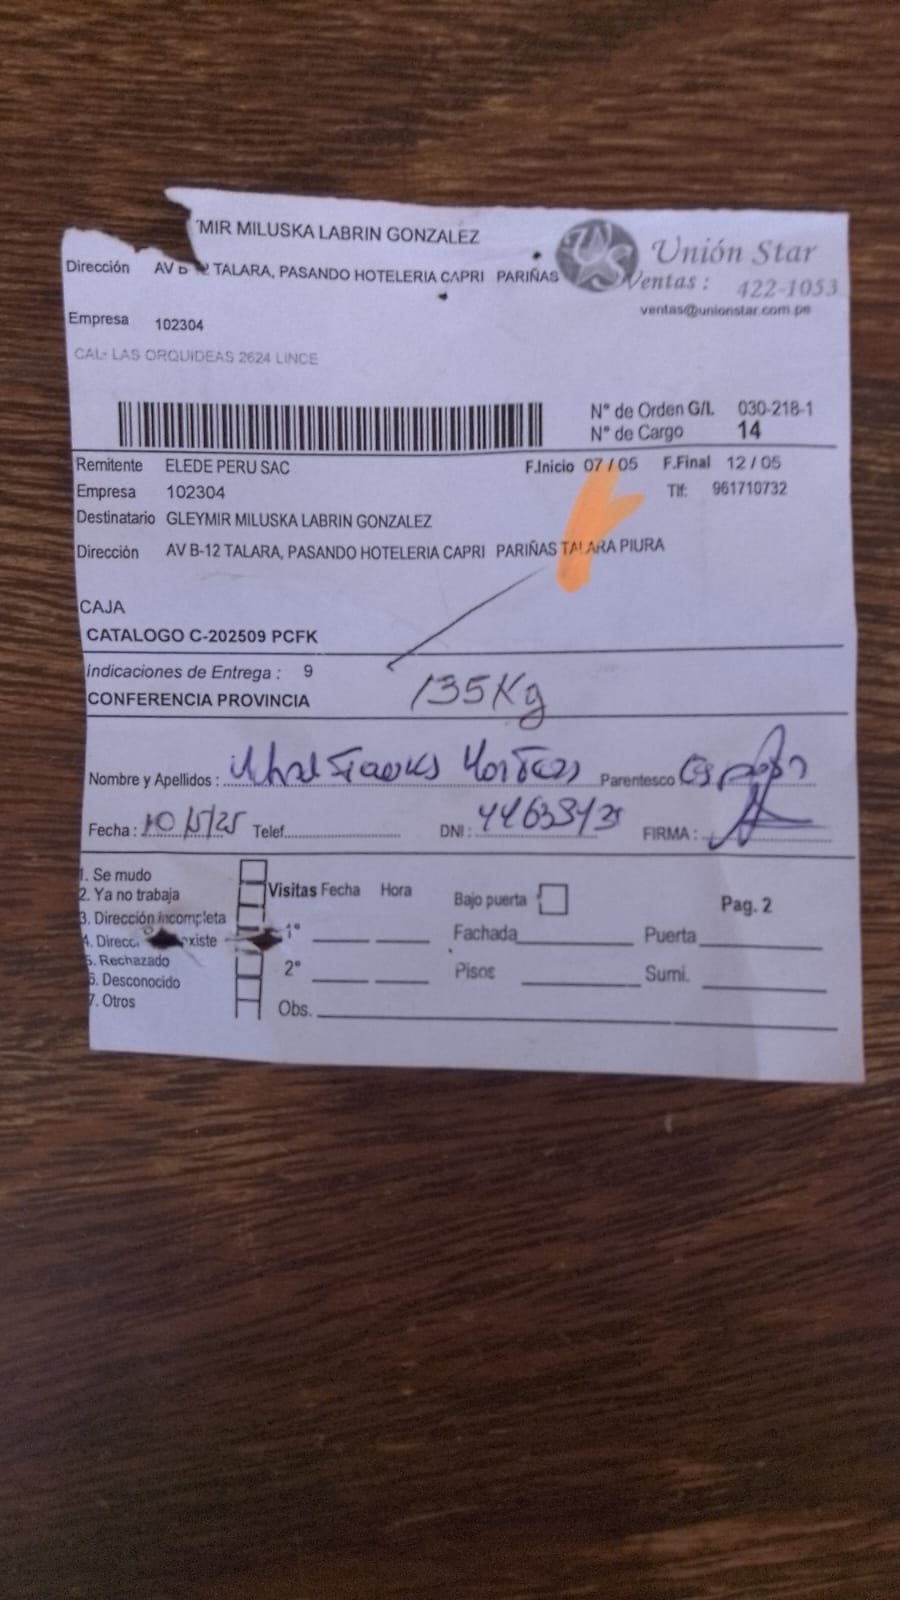 MIR MILUSKA LABRIN GONZALEZ
Unión Star
Dirección AV B TALARA, PASANDO HOTELERIA CAPRI PARIÑAS
Ventas : 422-1053
ventas@unionstar.com.pe
Empresa 102304
CAL- LAS ORQUIDEAS 2624 LINCE
N° de Orden G/L 030-218-1
N° de Cargo 14
Remitente ELEDE PERU SAC F.Inicio 07/05 F.Final 12/05
Empresa 102304 Tlf: 961710732
Destinatario GLEYMIR MILUSKA LABRIN GONZALEZ
Dirección AV B-12 TALARA, PASANDO HOTELERIA CAPRI PARIÑAS TALARA PIURA
CAJA
CATALOGO C-202509 PCFK
Indicaciones de Entrega : 9
CONFERENCIA PROVINCIA
135Kg
Nombre y Apellidos : Parentesco
Fecha : 10/5/25 Telef. DNI : FIRMA :
1. Se mudo
2. Ya no trabaja
3. Dirección incompleta
4. Direcc. xiste
5. Rechazado
6. Desconocido
7. Otros
Visitas Fecha Hora
1°
2°
Obs.
Bajo puerta
Fachada Puerta
Pisos Sumi.
Pag. 2